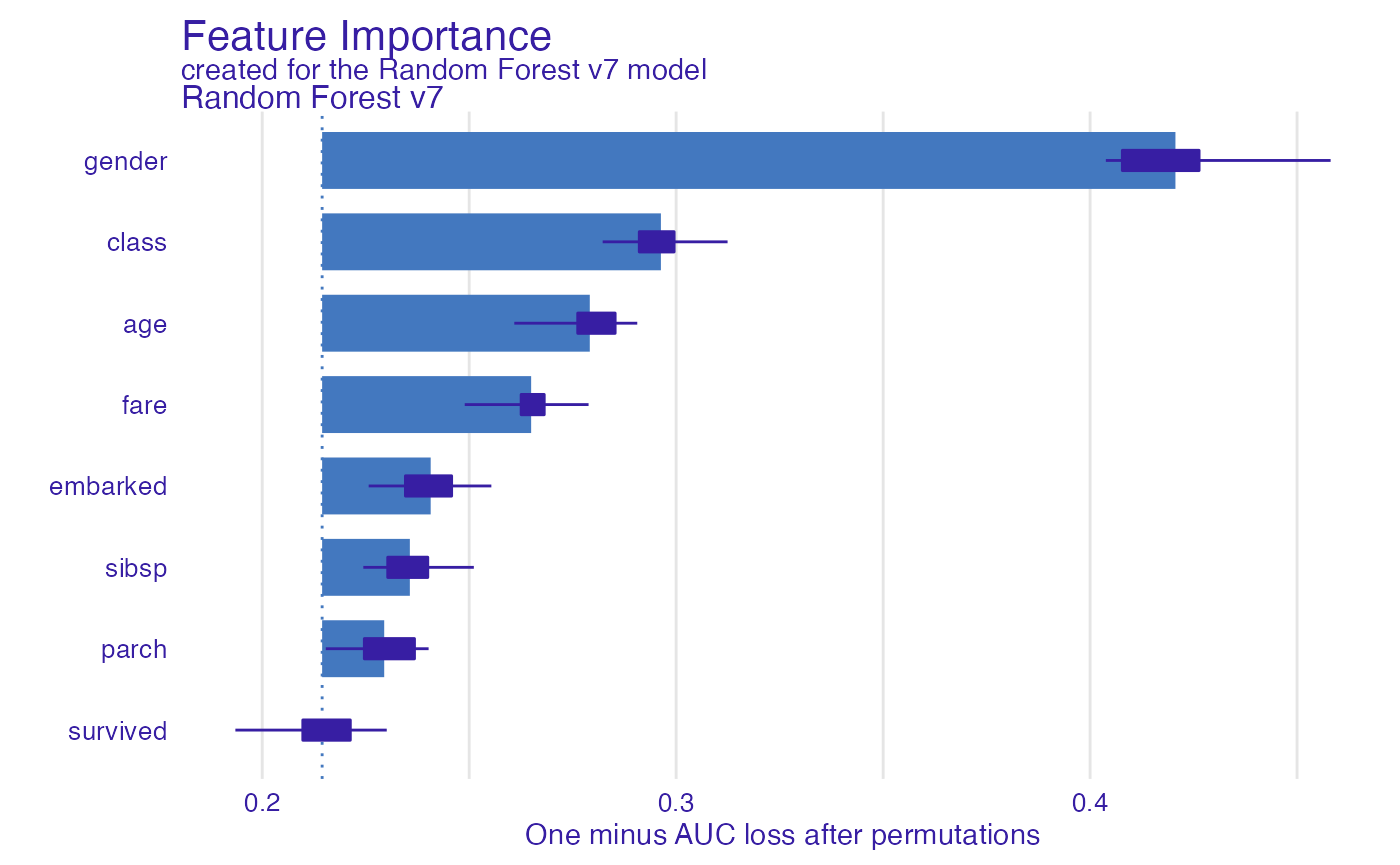 Feature Importance
created for the Random Forest v7 model
Random Forest v7
gender
class
age
fare
embarked
sibsp
parch
survived
0.2 0.3 0.4
One minus AUC loss after permutations